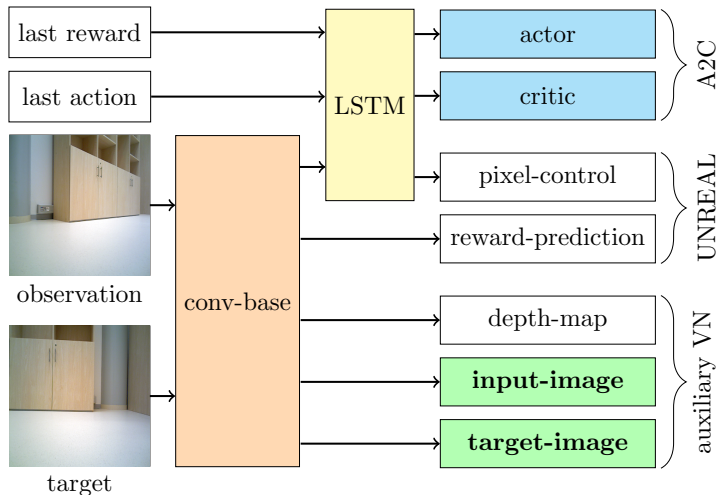 last reward
last action
observation
target
conv-base
LSTM
actor
critic
pixel-control
reward-prediction
depth-map
input-image
target-image
A2C
UNREAL
auxiliary VN